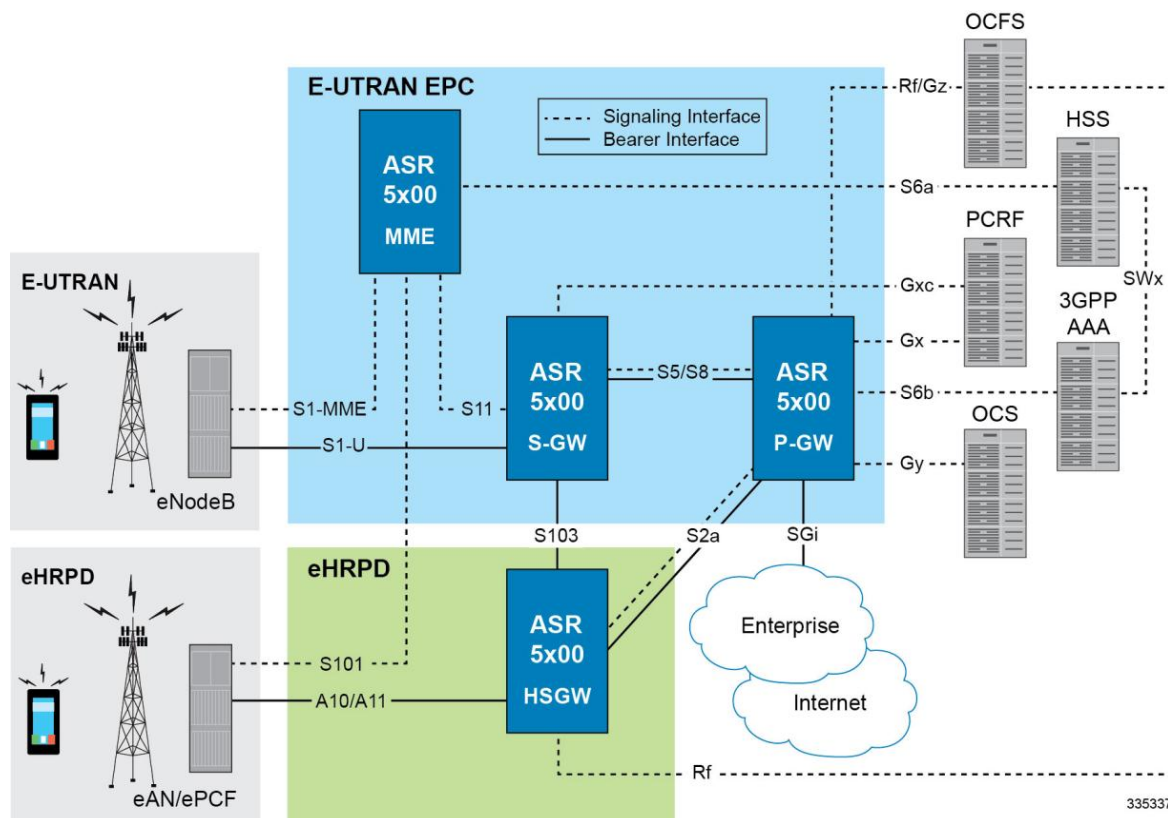 OCFS
E-UTRAN EPC
Rf/Gz
Signaling Interface
Bearer Interface
HSS
ASR
5x00
MME
S6a
PCRF
SWx
E-UTRAN
Gxc
3GPP
AAA
ASR
5x00
S-GW
S5/S8
ASR
5x00
P-GW
Gx
S6b
S1-MME
S11
OCS
S1-U
Gy
eNodeB
S103
S2a
SGi
eHRPD
eHRPD
ASR
5x00
HSGW
Enterprise
S101
A10/A11
Internet
Rf
eAN/ePCF
335337